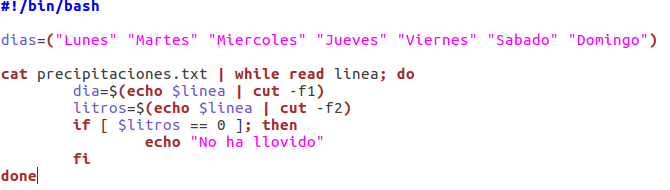 #!/bin/bash
dias=("Lunes" "Martes" "Miercoles" "Jueves" "Viernes" "Sabado" "Domingo")
cat precipitaciones.txt | while read linea; do
        dia=$(echo $linea | cut -f1)
        litros=$(echo $linea | cut -f2)
        if [ $litros == 0 ]; then
                echo "No ha llovido"
        fi
done